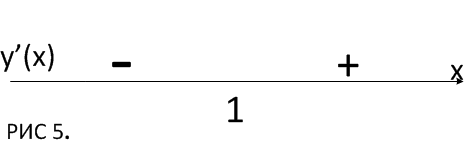 y’(x) – + x
1
РИС 5.